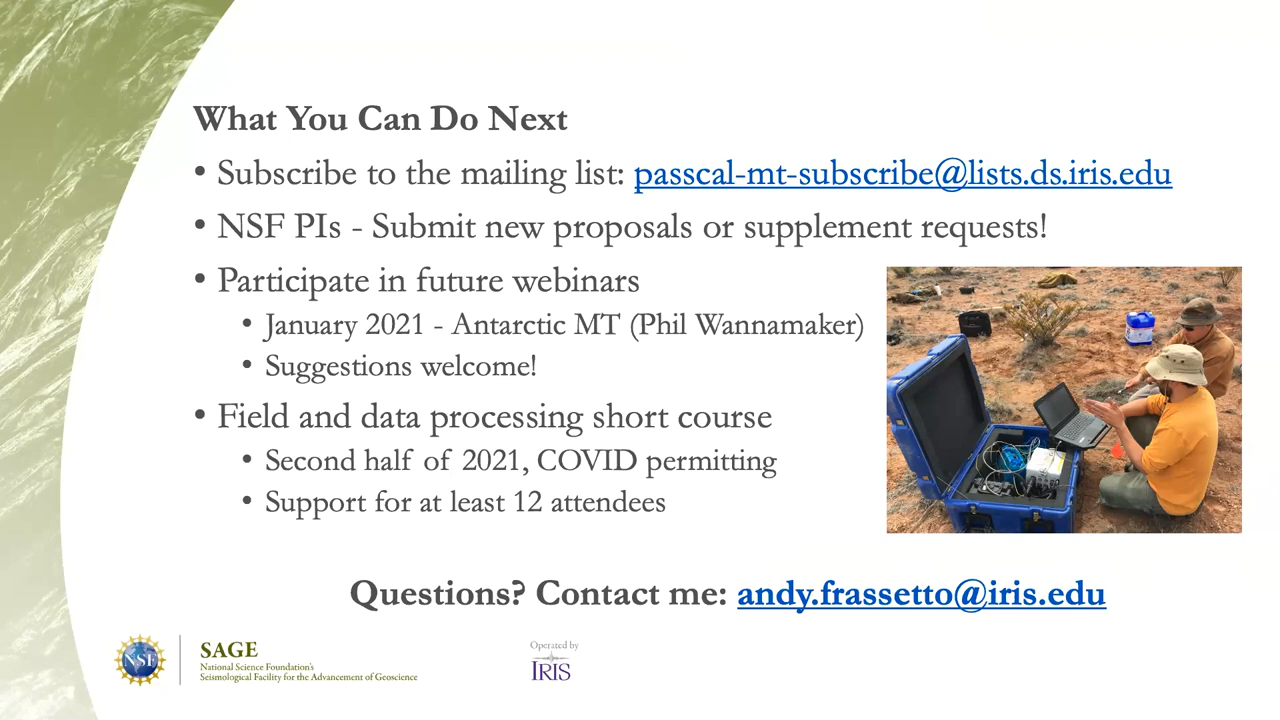 What You Can Do Next
• Subscribe to the mailing list: passcal-mt-subscribe@lists.ds.iris.edu
• NSF PIs - Submit new proposals or supplement requests!
• Participate in future webinars
• January 2021 - Antarctic MT (Phil Wannamaker)
• Suggestions welcome!
• Field and data processing short course
• Second half of 2021, COVID permitting
• Support for at least 12 attendees
Questions? Contact me: andy.frassetto@iris.edu
NSF
SAGE
National Science Foundation's
Seismological Facility for the Advancement of Geoscience
Operated by
IRIS